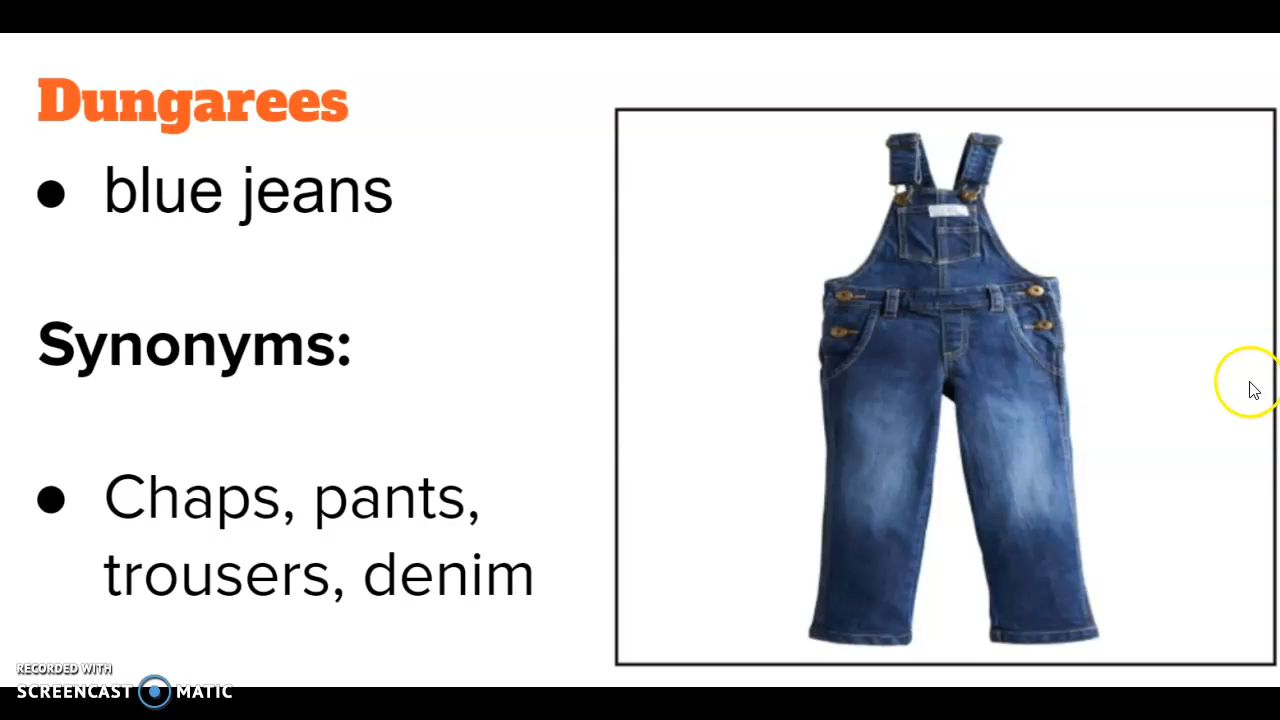 Dungarees
● blue jeans
Synonyms:
● Chaps, pants,
trousers, denim
RECORDED WITH
SCREENCAST MATIC